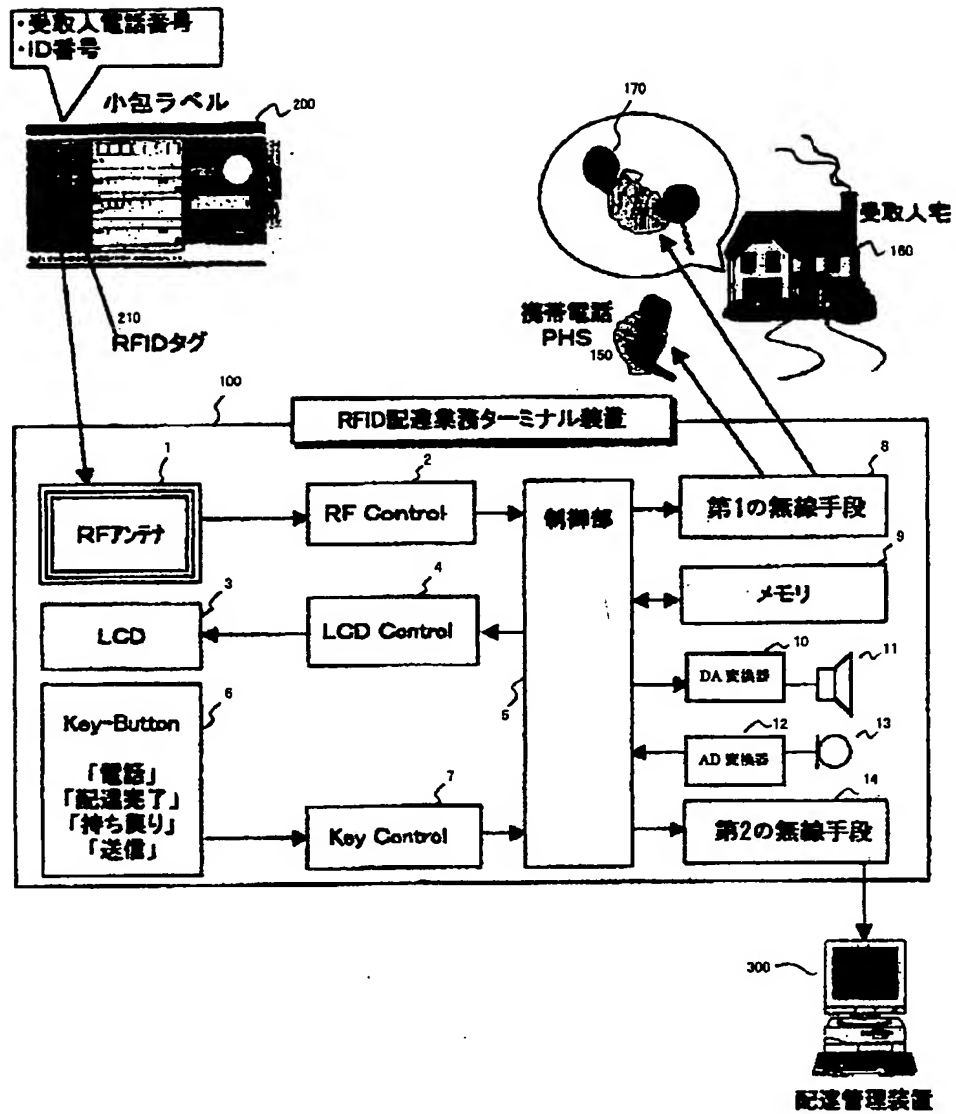 ・受取人電話番号
・ID番号
小包ラベル
200
170
受取人宅
160
210
RFIDタグ
携帯電話
PHS
150
100
RFID配達業務ターミナル装置
1
RFアンテナ
2
RF Control
制御部
8
第1の無線手段
3
LCD
4
LCD Control
9
メモリ
5
10
DA 変換器
11
6
Key-Button
「電話」
「配達完了」
「持ち戻り」
「送信」
12
AD 変換器
13
7
Key Control
14
第2の無線手段
300
配達管理装置